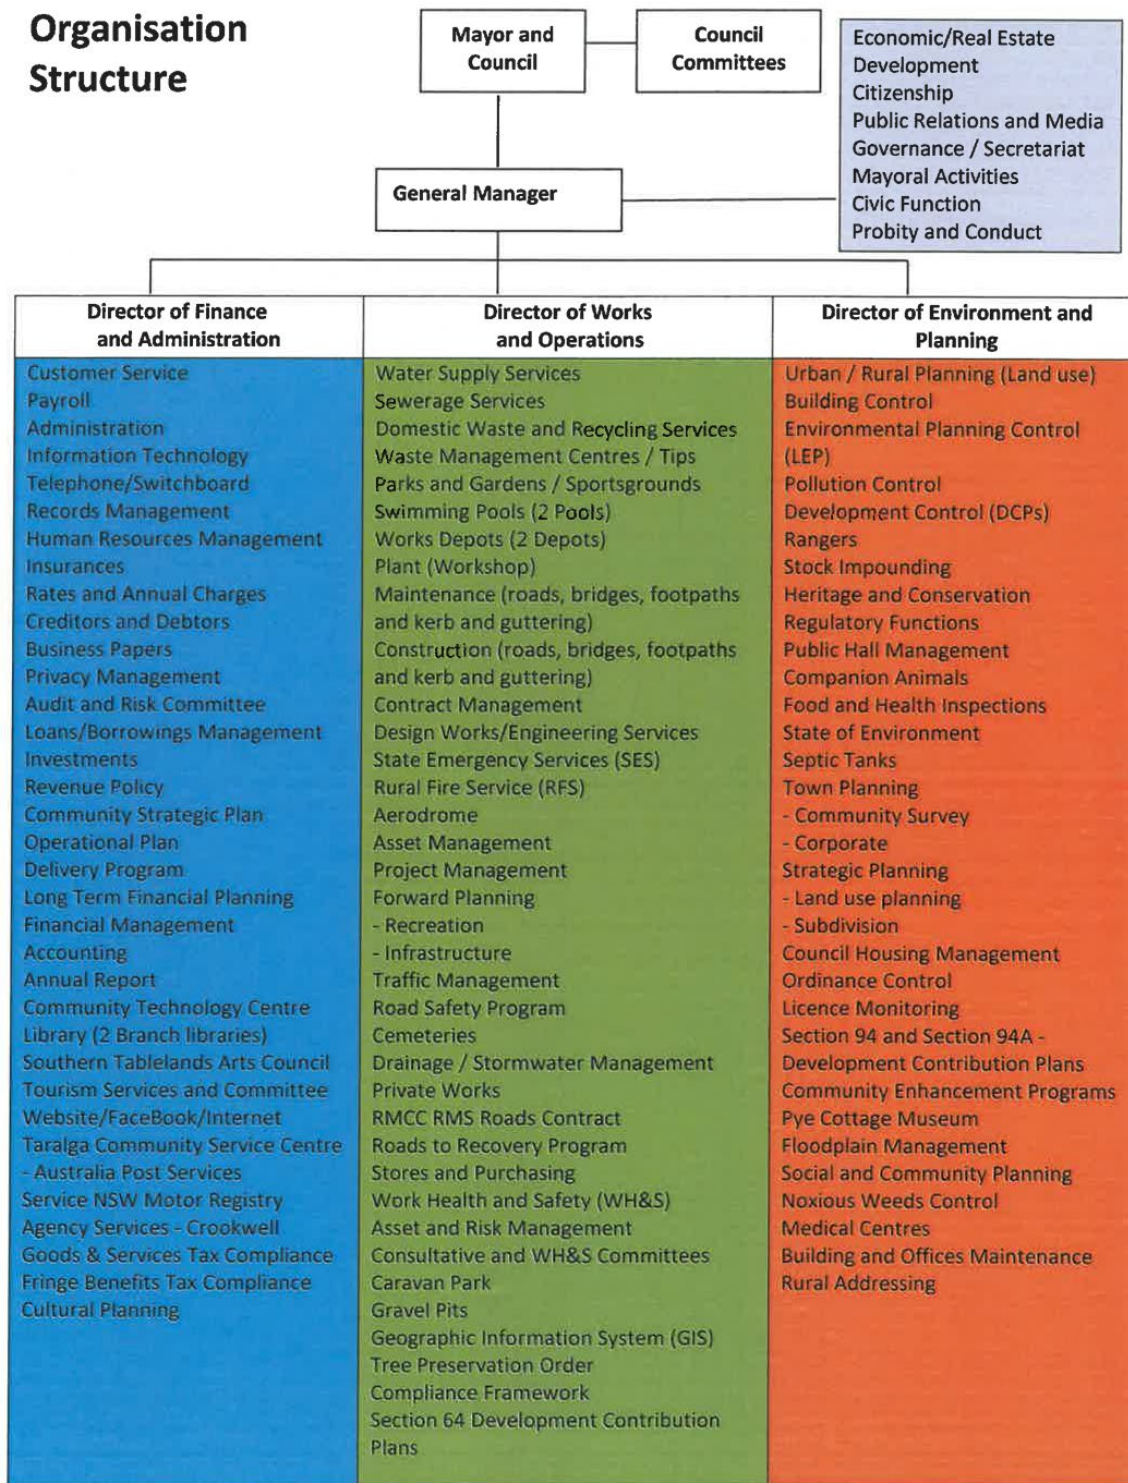 Organisation
Structure
Mayor and
Council
Council
Committees
Economic/Real Estate
Development
Citizenship
Public Relations and Media
Governance / Secretariat
Mayoral Activities
Civic Function
Probity and Conduct
General Manager
Director of Finance
and Administration
Customer Service
Payroll
Administration
Information Technology
Telephone/Switchboard
Records Management
Human Resources Management
Insurances
Rates and Annual Charges
Creditors and Debtors
Business Papers
Privacy Management
Audit and Risk Committee
Loans/Borrowings Management
Investments
Revenue Policy
Community Strategic Plan
Operational Plan
Delivery Program
Long Term Financial Planning
Financial Management
Accounting
Annual Report
Community Technology Centre
Library (2 Branch libraries)
Southern Tablelands Arts Council
Tourism Services and Committee
Website/FaceBook/Internet
Taralga Community Service Centre
- Australia Post Services
Service NSW Motor Registry
Agency Services - Crookwell
Goods & Services Tax Compliance
Fringe Benefits Tax Compliance
Cultural Planning
Director of Works
and Operations
Water Supply Services
Sewerage Services
Domestic Waste and Recycling Services
Waste Management Centres / Tips
Parks and Gardens / Sportsgrounds
Swimming Pools (2 Pools)
Works Depots (2 Depots)
Plant (Workshop)
Maintenance (roads, bridges, footpaths
and kerb and guttering)
Construction (roads, bridges, footpaths
and kerb and guttering)
Contract Management
Design Works/Engineering Services
State Emergency Services (SES)
Rural Fire Service (RFS)
Aerodrome
Asset Management
Project Management
Forward Planning
- Recreation
- Infrastructure
Traffic Management
Road Safety Program
Cemeteries
Drainage / Stormwater Management
Private Works
RMCC RMS Roads Contract
Roads to Recovery Program
Stores and Purchasing
Work Health and Safety (WH&S)
Asset and Risk Management
Consultative and WH&S Committees
Caravan Park
Gravel Pits
Geographic Information System (GIS)
Tree Preservation Order
Compliance Framework
Section 64 Development Contribution
Plans
Director of Environment and
Planning
Urban / Rural Planning (Land use)
Building Control
Environmental Planning Control
(LEP)
Pollution Control
Development Control (DCPs)
Rangers
Stock Impounding
Heritage and Conservation
Regulatory Functions
Public Hall Management
Companion Animals
Food and Health Inspections
State of Environment
Septic Tanks
Town Planning
- Community Survey
- Corporate
Strategic Planning
- Land use planning
- Subdivision
Council Housing Management
Ordinance Control
Licence Monitoring
Section 94 and Section 94A -
Development Contribution Plans
Community Enhancement Programs
Pye Cottage Museum
Floodplain Management
Social and Community Planning
Noxious Weeds Control
Medical Centres
Building and Offices Maintenance
Rural Addressing